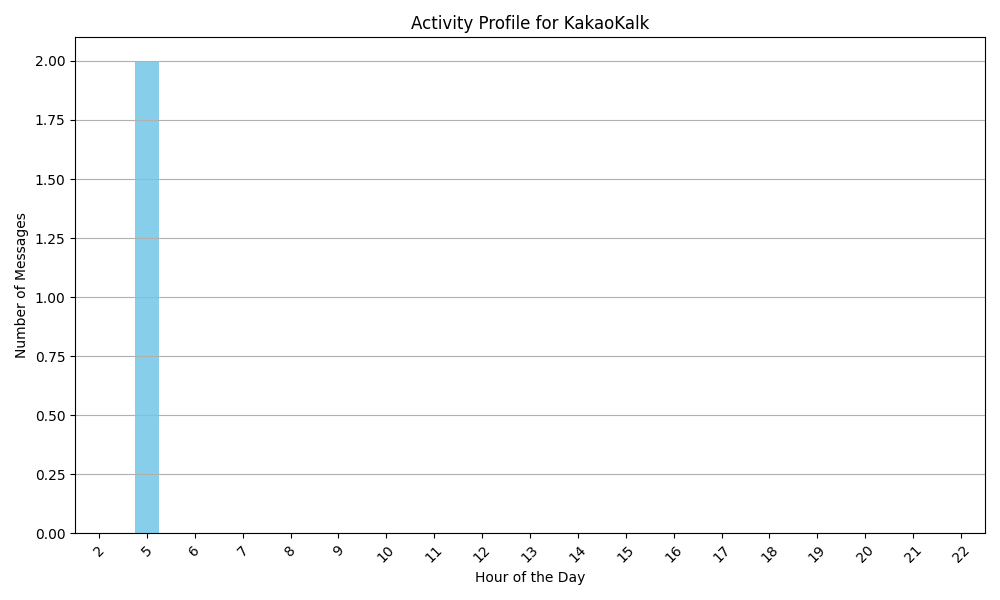 Activity Profile for KakaoKalk
Number of Messages
2.00
1.75
1.50
1.25
1.00
0.75
0.50
0.25
0.00
2 5 6 7 8 9 10 11 12 13 14 15 16 17 18 19 20 21 22
Hour of the Day